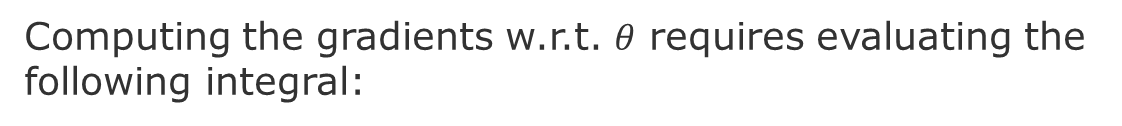 Computing the gradients w.r.t. θ requires evaluating the
following integral: